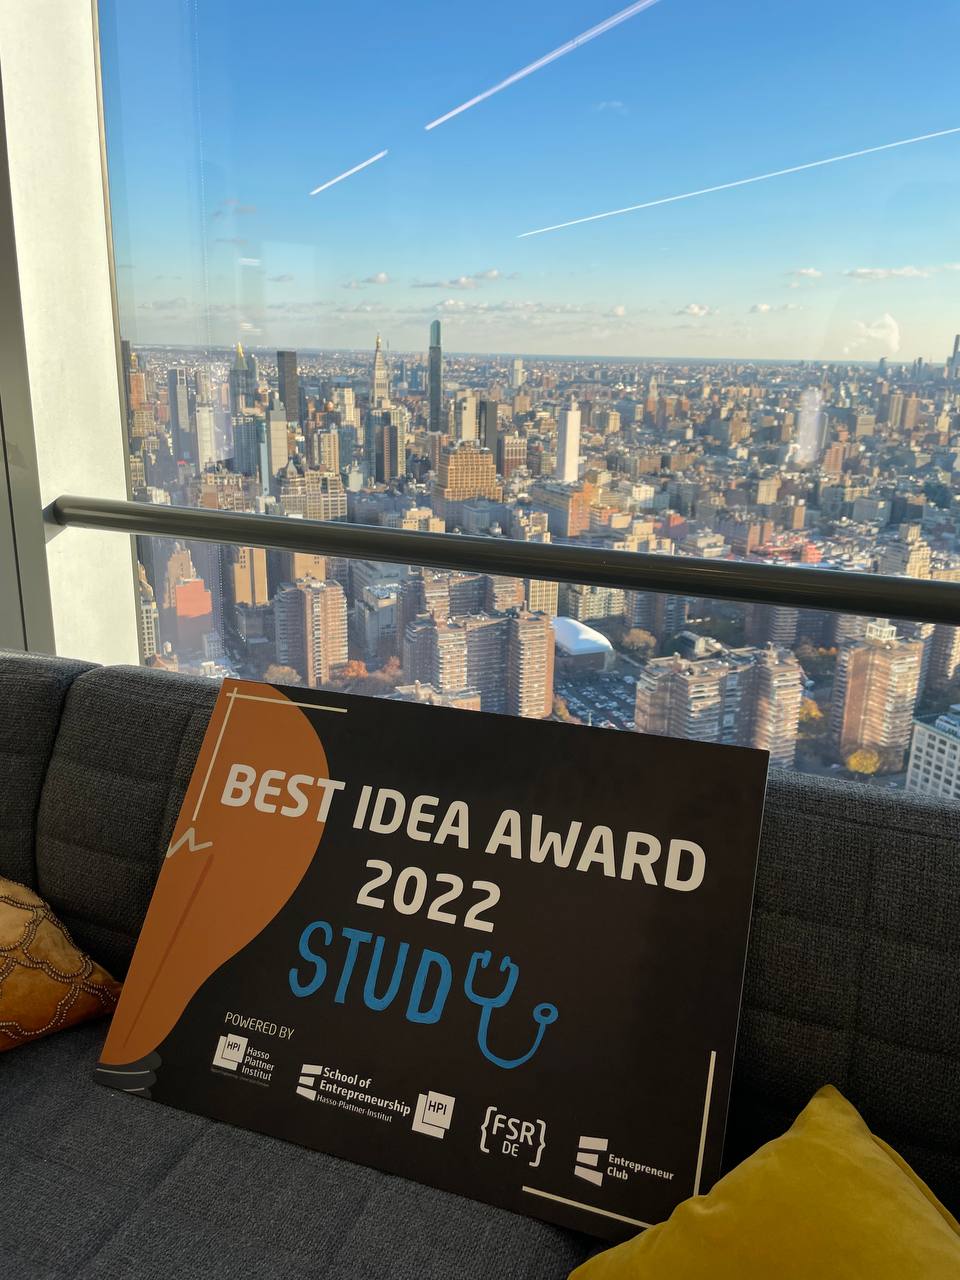 BEST IDEA AWARD
2022
STUDY
POWERED BY
HPI Hasso
Plattner
Institut
School of
Entrepreneurship
Hasso-Plattner-Institut
HPI
{FSR}
DE
Entrepreneur
Club